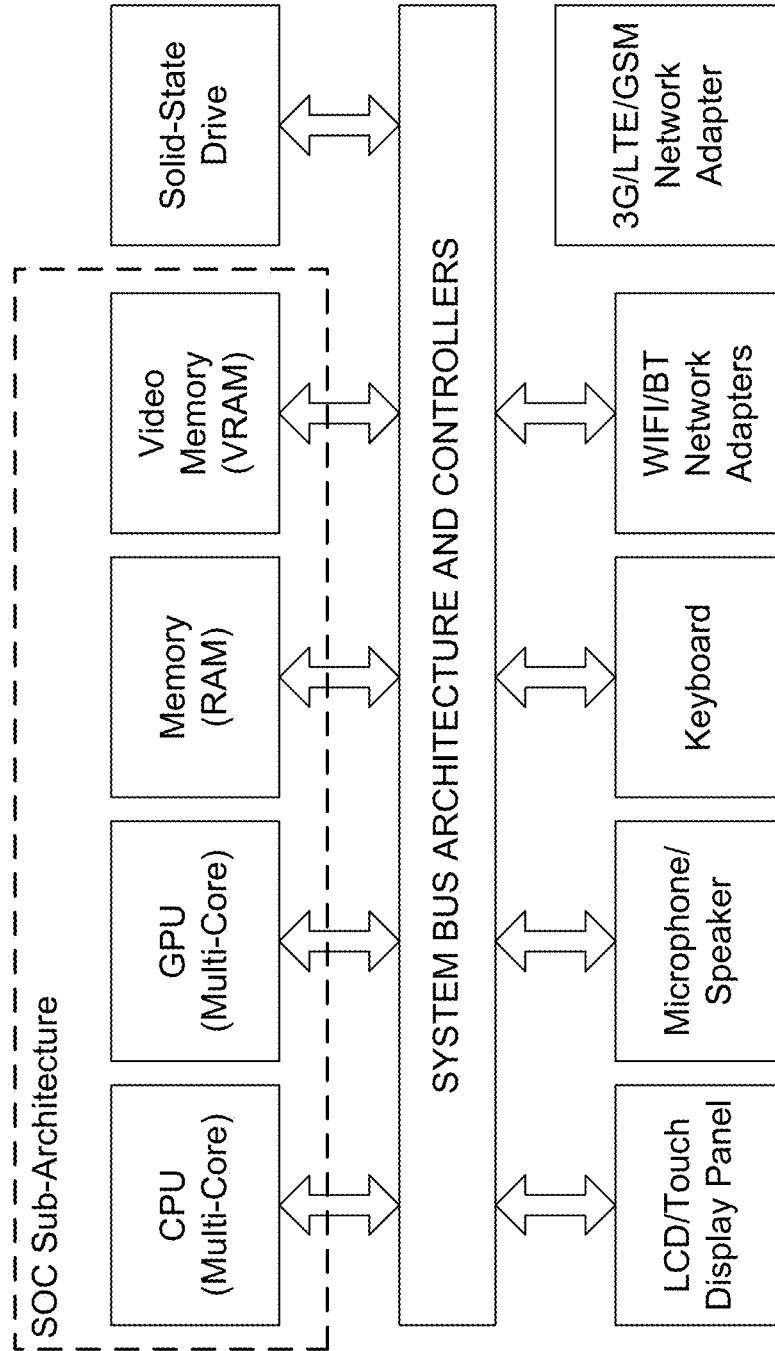 SOC Sub-Architecture
CPU
(Multi-Core)
GPU
(Multi-Core)
Memory
(RAM)
Video
Memory
(VRAM)
Solid-State
Drive
SYSTEM BUS ARCHITECTURE AND CONTROLLERS
LCD/Touch
Display Panel
Microphone/
Speaker
Keyboard
WIFI/BT
Network
Adapters
3G/LTE/GSM
Network
Adapter